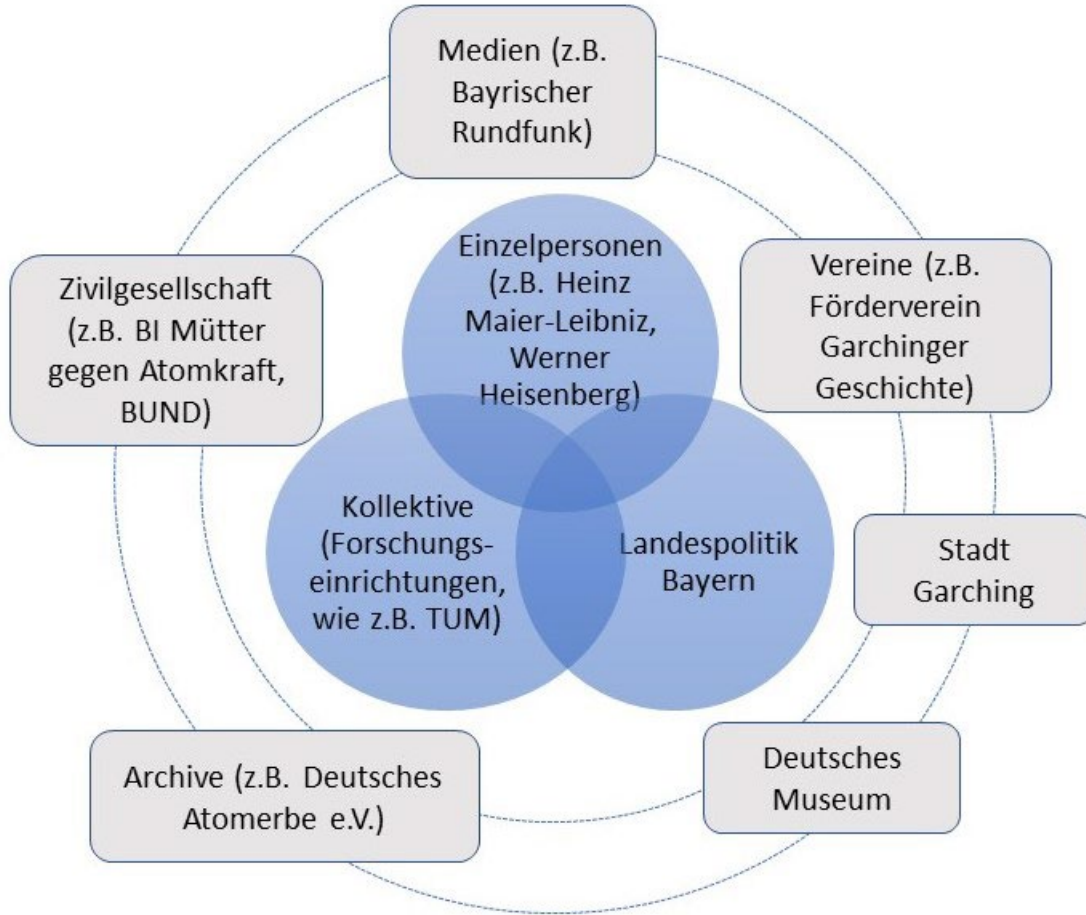 Medien (z.B.
Bayrischer
Rundfunk)
Einzelpersonen
(z.B. Heinz
Maier-Leibniz,
Werner
Heisenberg)
Vereine (z.B.
Förderverein
Garchinger
Geschichte)
Zivilgesellschaft
(z.B. BI Mütter
gegen Atomkraft,
BUND)
Kollektive
(Forschungs-
einrichtungen,
wie z.B. TUM)
Landespolitik
Bayern
Stadt
Garching
Archive (z.B. Deutsches
Atomerbe e.V.)
Deutsches
Museum